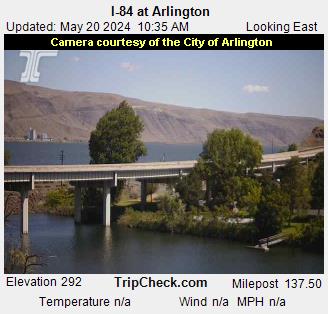 I-84 at Arlington
Updated: May 20 2024 10:35 AM Looking East
Camera courtesy of the City of Arlington
Elevation 292 TripCheck.com Milepost 137.50
Temperature n/a Wind n/a MPH n/a